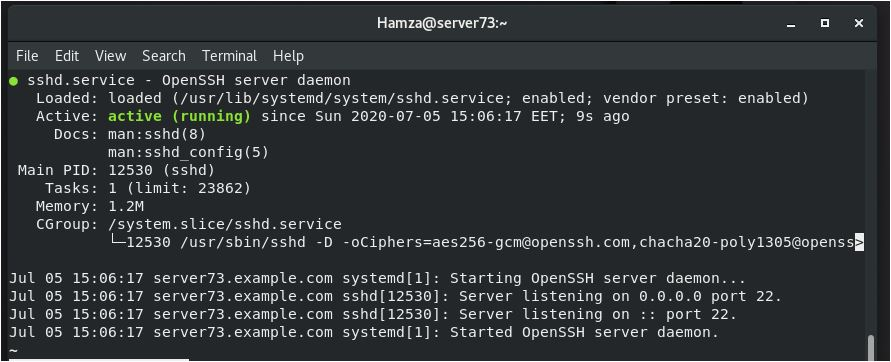 Hamza@server73:~
File Edit View Search Terminal Help
● sshd.service - OpenSSH server daemon
   Loaded: loaded (/usr/lib/systemd/system/sshd.service; enabled; vendor preset: enabled)
   Active: active (running) since Sun 2020-07-05 15:06:17 EET; 9s ago
     Docs: man:sshd(8)
           man:sshd_config(5)
 Main PID: 12530 (sshd)
    Tasks: 1 (limit: 23862)
   Memory: 1.2M
   CGroup: /system.slice/sshd.service
           └─12530 /usr/sbin/sshd -D -oCiphers=aes256-gcm@openssh.com,chacha20-poly1305@openss>
Jul 05 15:06:17 server73.example.com systemd[1]: Starting OpenSSH server daemon...
Jul 05 15:06:17 server73.example.com sshd[12530]: Server listening on 0.0.0.0 port 22.
Jul 05 15:06:17 server73.example.com sshd[12530]: Server listening on :: port 22.
Jul 05 15:06:17 server73.example.com systemd[1]: Started OpenSSH server daemon.
~